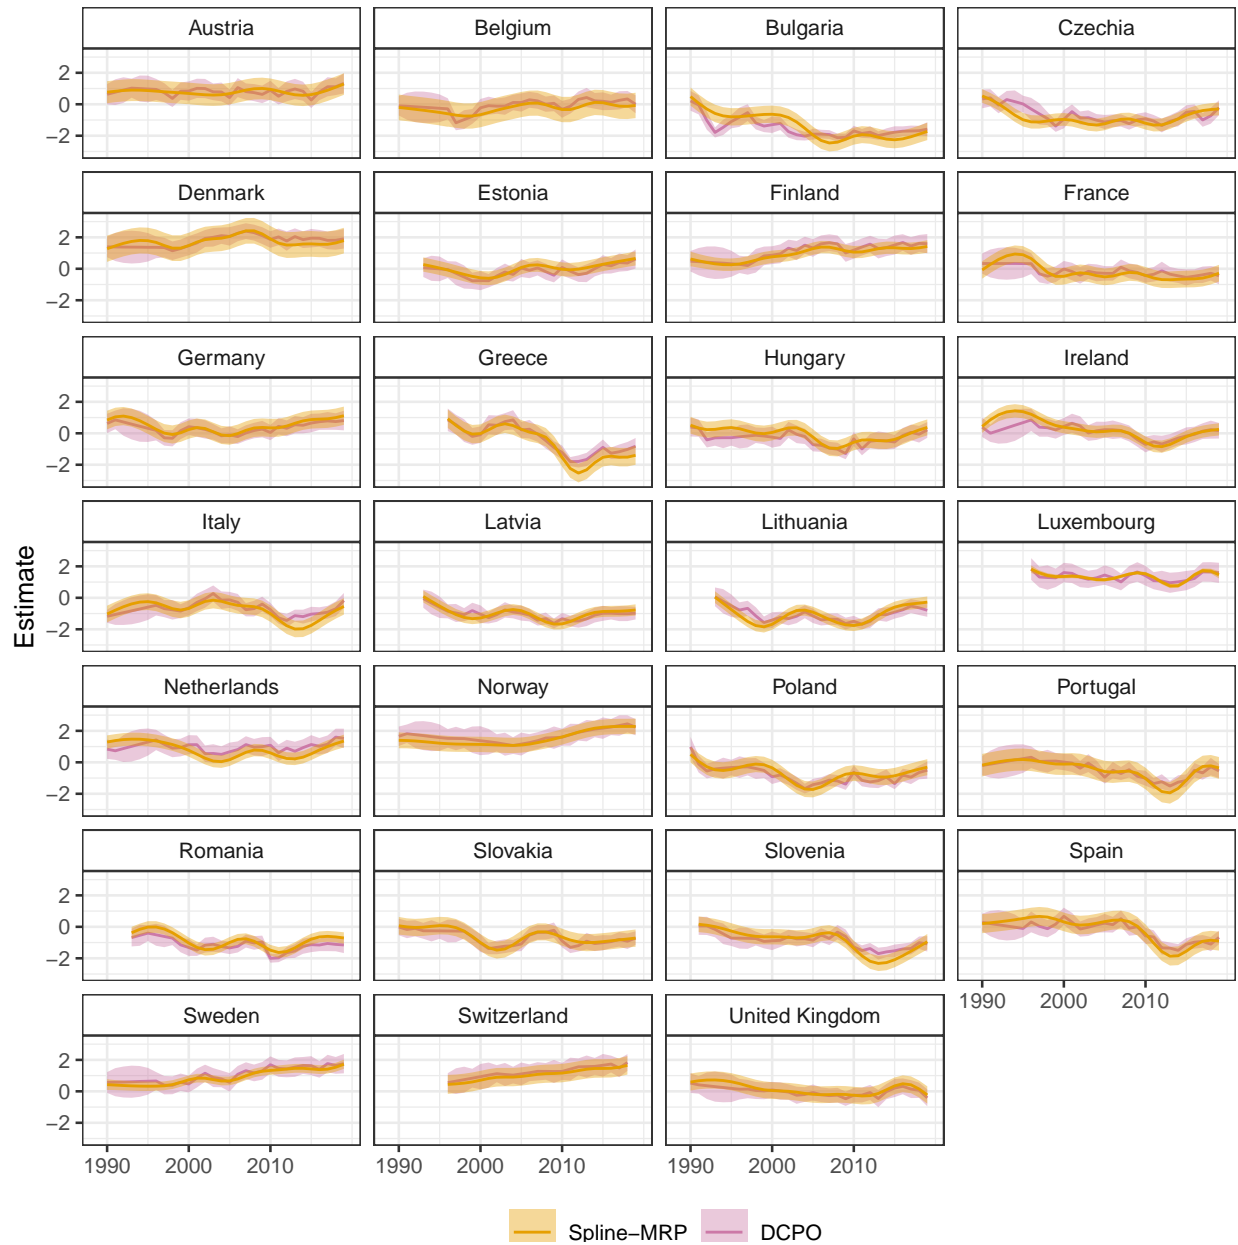 Austria Belgium Bulgaria Czechia
2
0
−2
Denmark Estonia Finland France
2
0
−2
Germany Greece Hungary Ireland
2
0
−2
Italy Latvia Lithuania Luxembourg
2
0
−2
Estimate
Netherlands Norway Poland Portugal
2
0
−2
Romania Slovakia Slovenia Spain
2
0
−2
1990 2000 2010
Sweden Switzerland United Kingdom
2
0
−2
1990 2000 2010 1990 2000 2010 1990 2000 2010
Spline−MRP DCPO